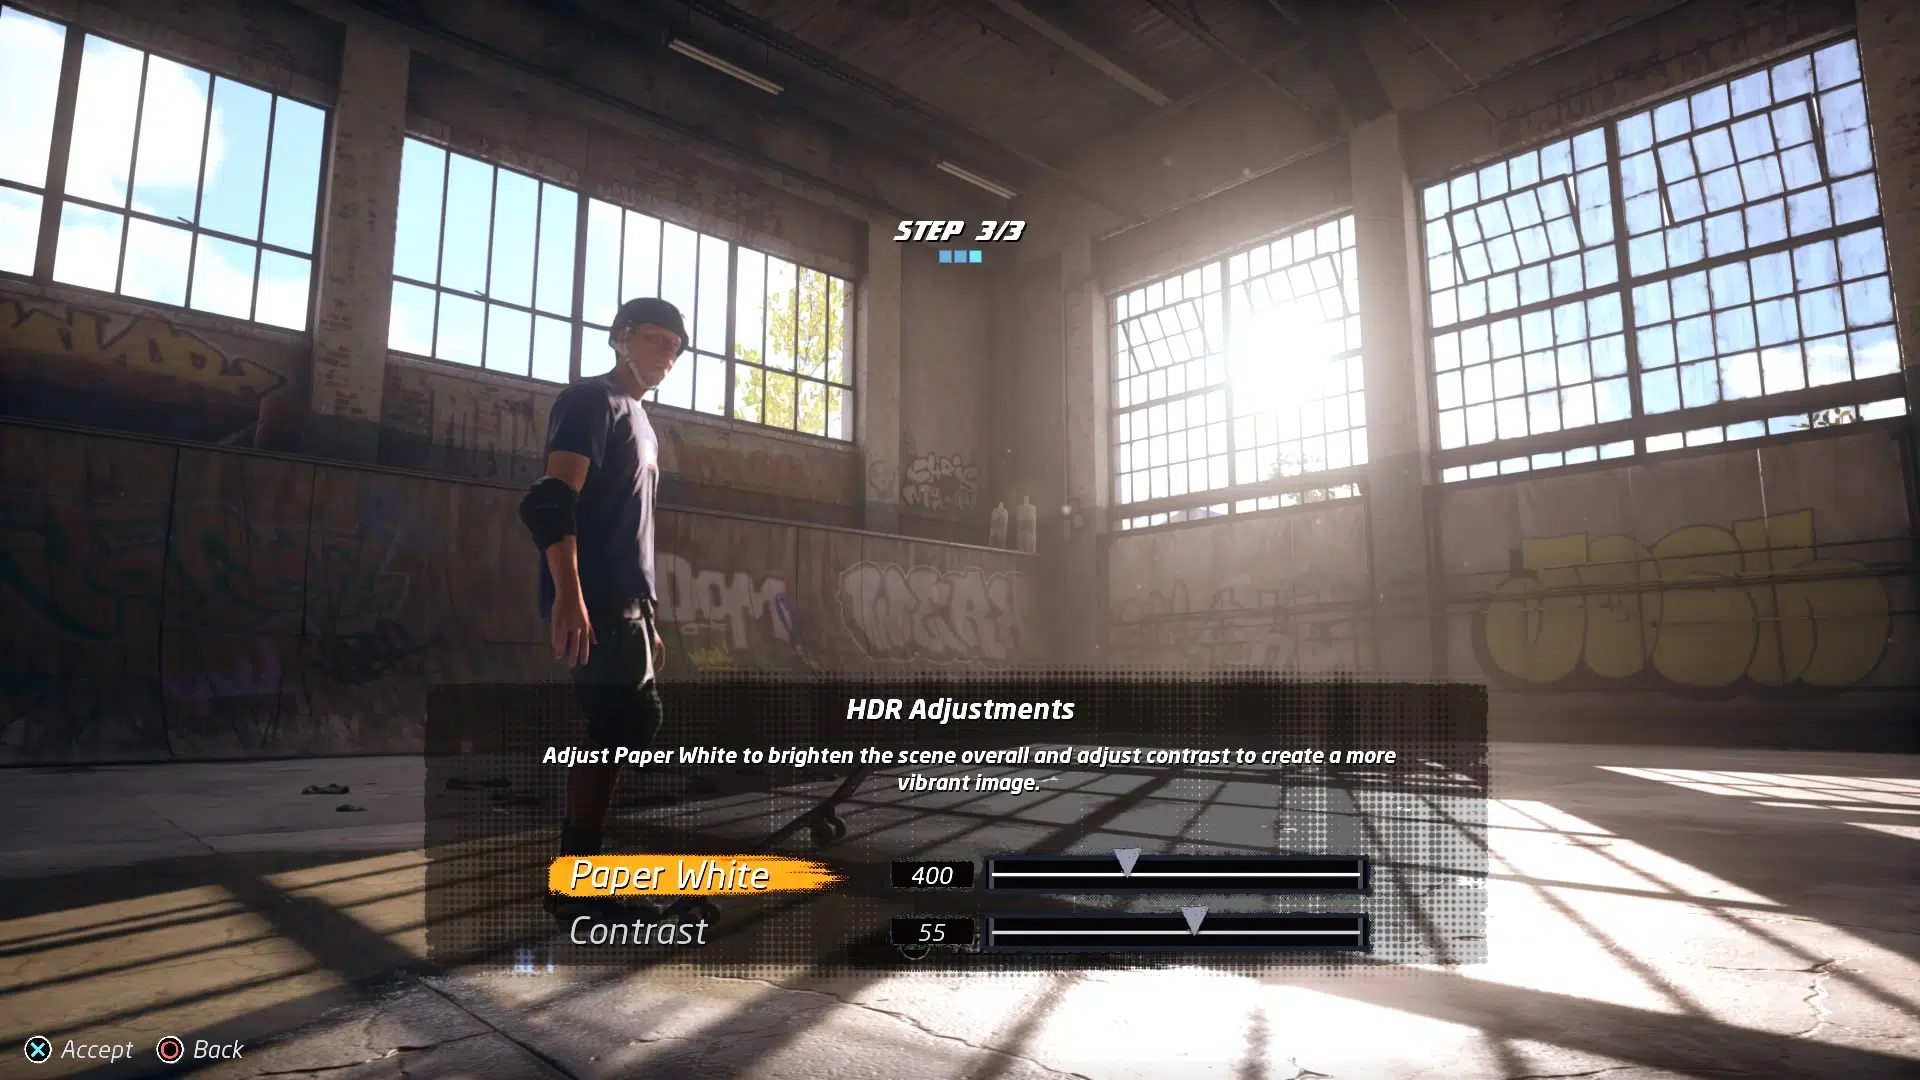 STEP 3/3
HDR Adjustments
Adjust Paper White to brighten the scene overall and adjust contrast to create a more
vibrant image.
Paper White 400
Contrast 55
Accept Back